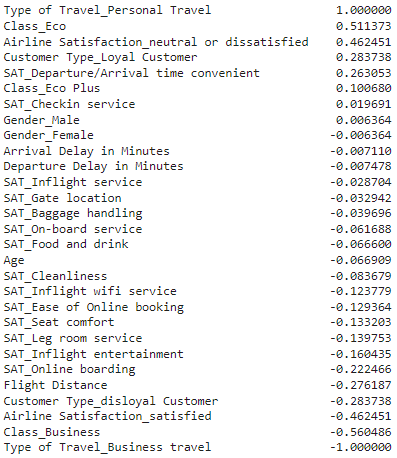 Type of Travel_Personal Travel 1.000000
Class_Eco 0.511373
Airline Satisfaction_neutral or dissatisfied 0.462451
Customer Type_Loyal Customer 0.283738
SAT_Departure/Arrival time convenient 0.263053
Class_Eco Plus 0.100680
SAT_Checkin service 0.019691
Gender_Male 0.006364
Gender_Female -0.006364
Arrival Delay in Minutes -0.007110
Departure Delay in Minutes -0.007478
SAT_Inflight service -0.028704
SAT_Gate location -0.032942
SAT_Baggage handling -0.039696
SAT_On-board service -0.061688
SAT_Food and drink -0.066600
Age -0.066909
SAT_Cleanliness -0.083679
SAT_Inflight wifi service -0.123779
SAT_Ease of Online booking -0.129364
SAT_Seat comfort -0.133203
SAT_Leg room service -0.139753
SAT_Inflight entertainment -0.160435
SAT_Online boarding -0.222466
Flight Distance -0.276187
Customer Type_disloyal Customer -0.283738
Airline Satisfaction_satisfied -0.462451
Class_Business -0.560486
Type of Travel_Business travel -1.000000